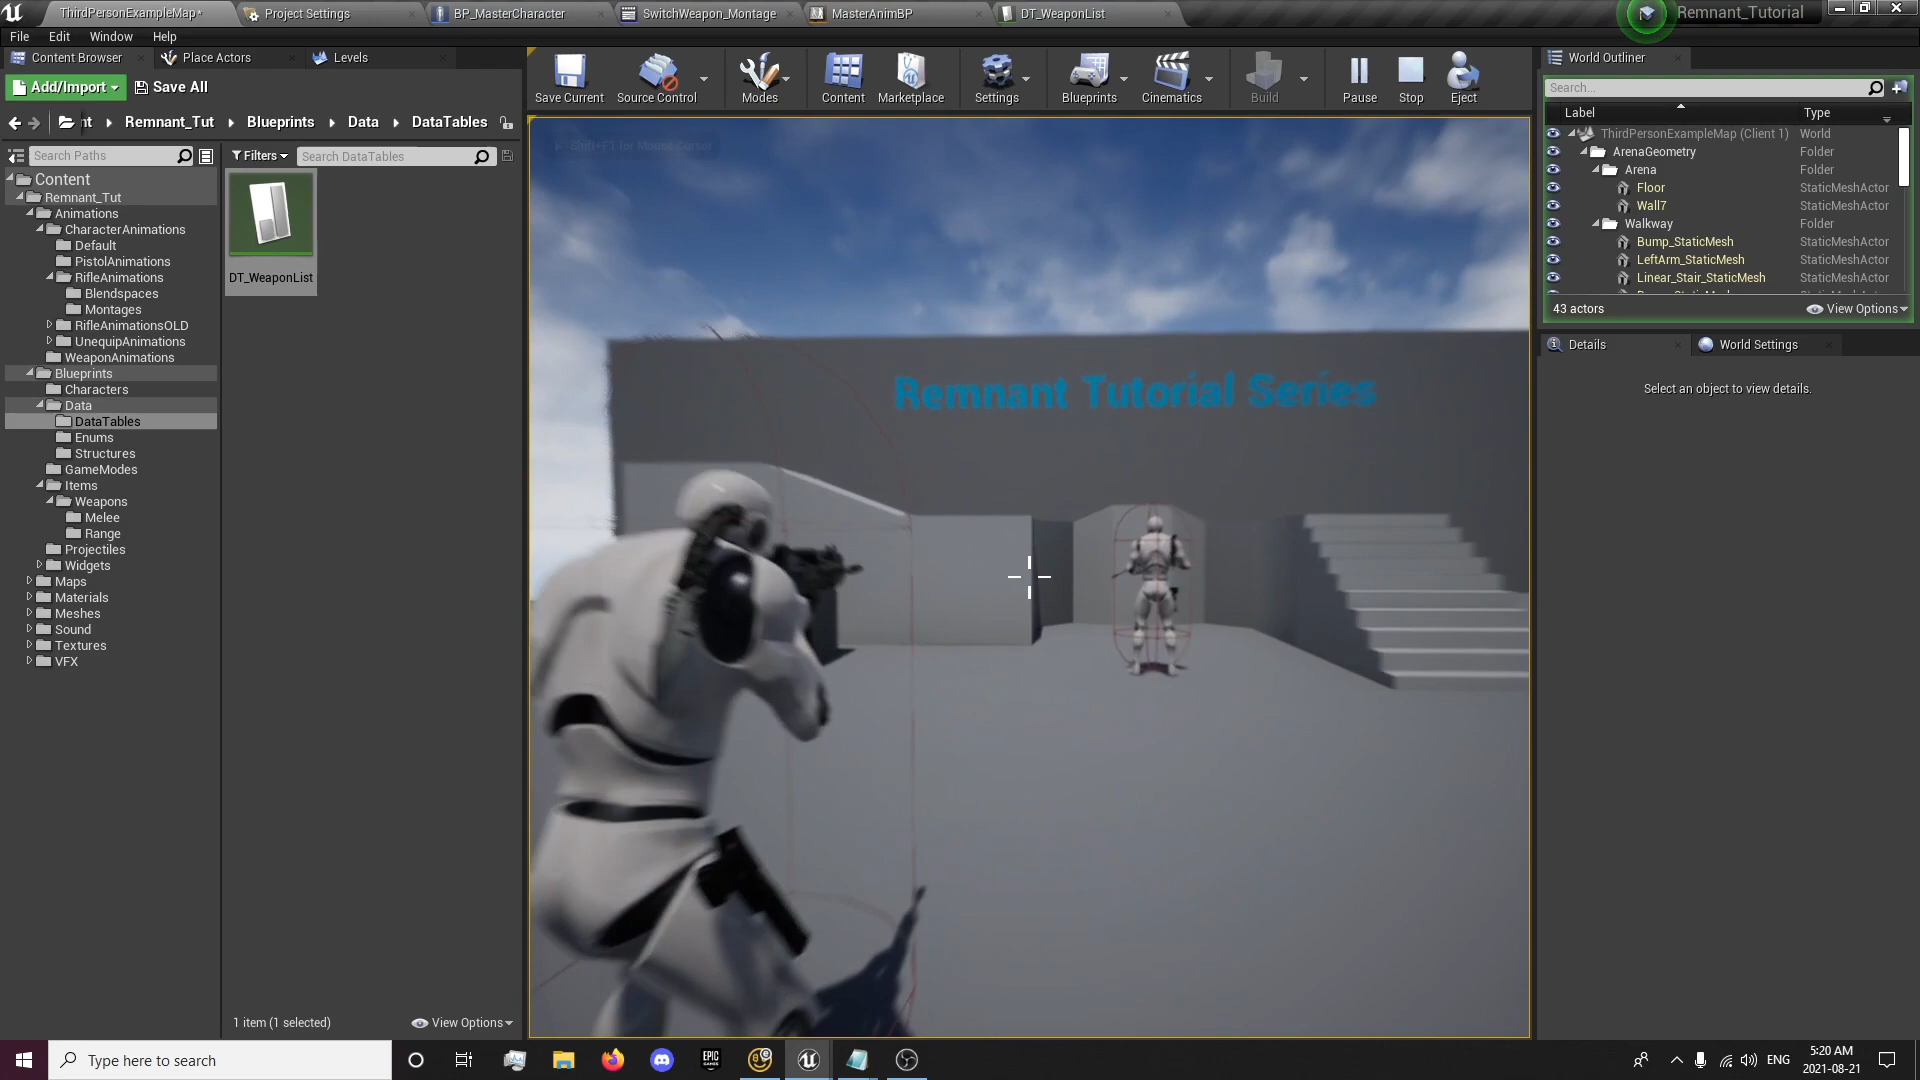 ThirdPersonExampleMap*
Project Settings
BP_MasterCharacter
SwitchWeapon_Montage
MasterAnimBP
DT_WeaponList
Remnant_Tutorial
File
Edit
Window
Help
Content Browser
Place Actors
Levels
World Outliner
Add/Import
Save All
Save Current
Source Control
Modes
Content
Marketplace
Settings
Blueprints
Cinematics
Build
Pause
Stop
Eject
Search...
Label
Type
nt
Remnant_Tut
Blueprints
Data
DataTables
Search Paths
Filters
Search DataTables
Shift+F1 for Mouse Cursor
ThirdPersonExampleMap (Client 1)
World
ArenaGeometry
Folder
Arena
Folder
Floor
StaticMeshActor
Wall7
StaticMeshActor
Walkway
Folder
Bump_StaticMesh
StaticMeshActor
LeftArm_StaticMesh
StaticMeshActor
Linear_Stair_StaticMesh
StaticMeshActor
43 actors
View Options
Details
World Settings
Select an object to view details.
Content
Remnant_Tut
Animations
CharacterAnimations
Default
PistolAnimations
RifleAnimations
Blendspaces
Montages
RifleAnimationsOLD
UnequipAnimations
WeaponAnimations
Blueprints
Characters
Data
DataTables
Enums
Structures
GameModes
Items
Weapons
Melee
Range
Projectiles
Widgets
Maps
Materials
Meshes
Sound
Textures
VFX
DT_WeaponList
Remnant Tutorial Series
1 item (1 selected)
View Options
Type here to search
EPIC
GAMES
ENG
5:20 AM
2021-08-21